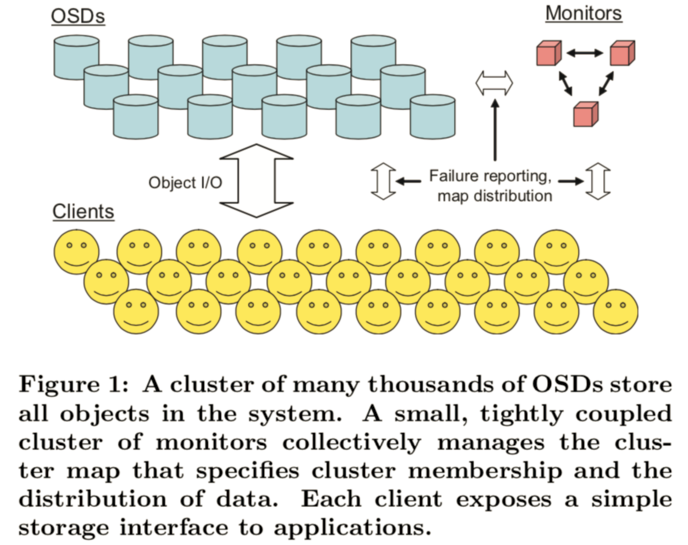 OSDs
Monitors
Object I/O
Failure reporting,
map distribution
Clients
Figure 1: A cluster of many thousands of OSDs store
all objects in the system. A small, tightly coupled
cluster of monitors collectively manages the clus-
ter map that specifies cluster membership and the
distribution of data. Each client exposes a simple
storage interface to applications.